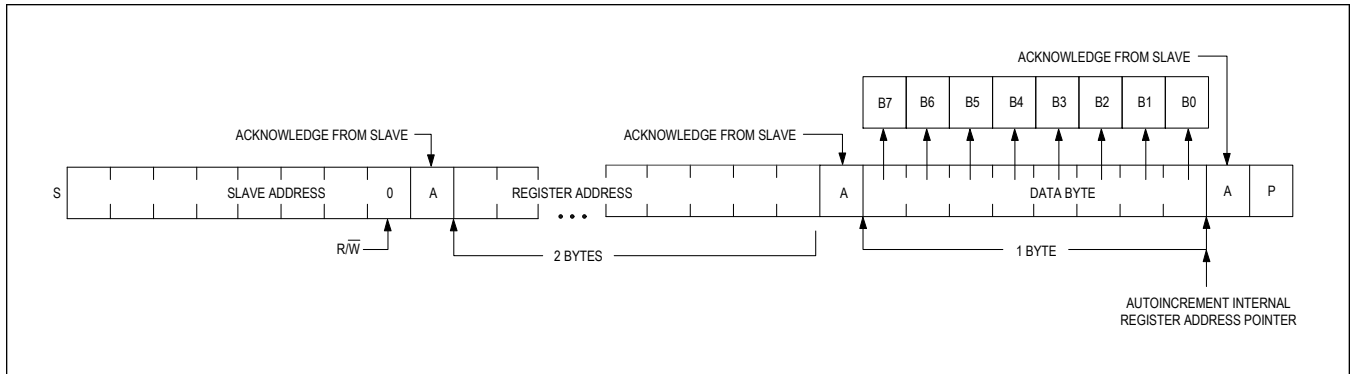 ACKNOWLEDGE FROM SLAVE
B7 B6 B5 B4 B3 B2 B1 B0
ACKNOWLEDGE FROM SLAVE
ACKNOWLEDGE FROM SLAVE
S SLAVE ADDRESS 0 A REGISTER ADDRESS A DATA BYTE A P
R/W̅
2 BYTES
1 BYTE
AUTOINCREMENT INTERNAL
REGISTER ADDRESS POINTER